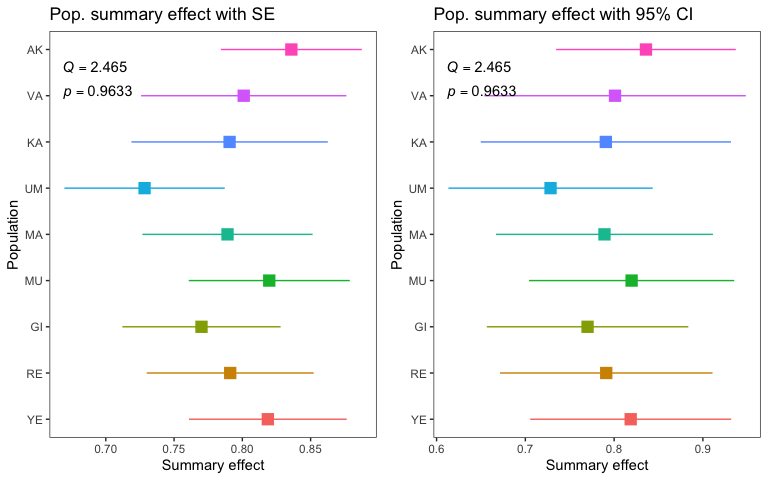 Pop. summary effect with SE
Population
AK
VA
KA
UM
MA
MU
GI
RE
YE
Q = 2.465
p = 0.9633
0.70 0.75 0.80 0.85
Summary effect
Pop. summary effect with 95% CI
Population
AK
VA
KA
UM
MA
MU
GI
RE
YE
Q = 2.465
p = 0.9633
0.6 0.7 0.8 0.9
Summary effect